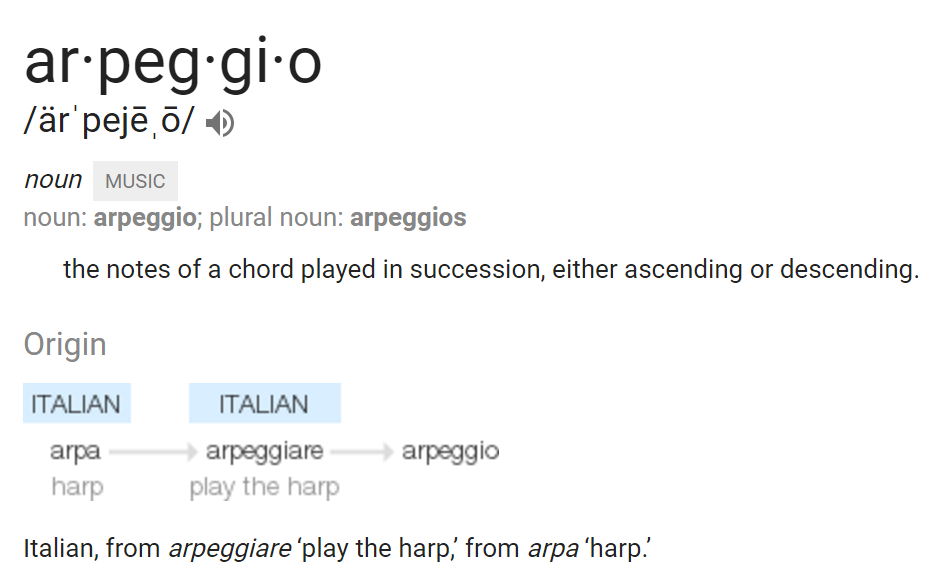 ar·peg·gi·o
/ärˈpejēˌō/
noun MUSIC
noun: arpeggio; plural noun: arpeggios
the notes of a chord played in succession, either ascending or descending.
Origin
ITALIAN ITALIAN
arpa arpeggiare arpeggio
harp play the harp
Italian, from arpeggiare ‘play the harp,’ from arpa ‘harp.’